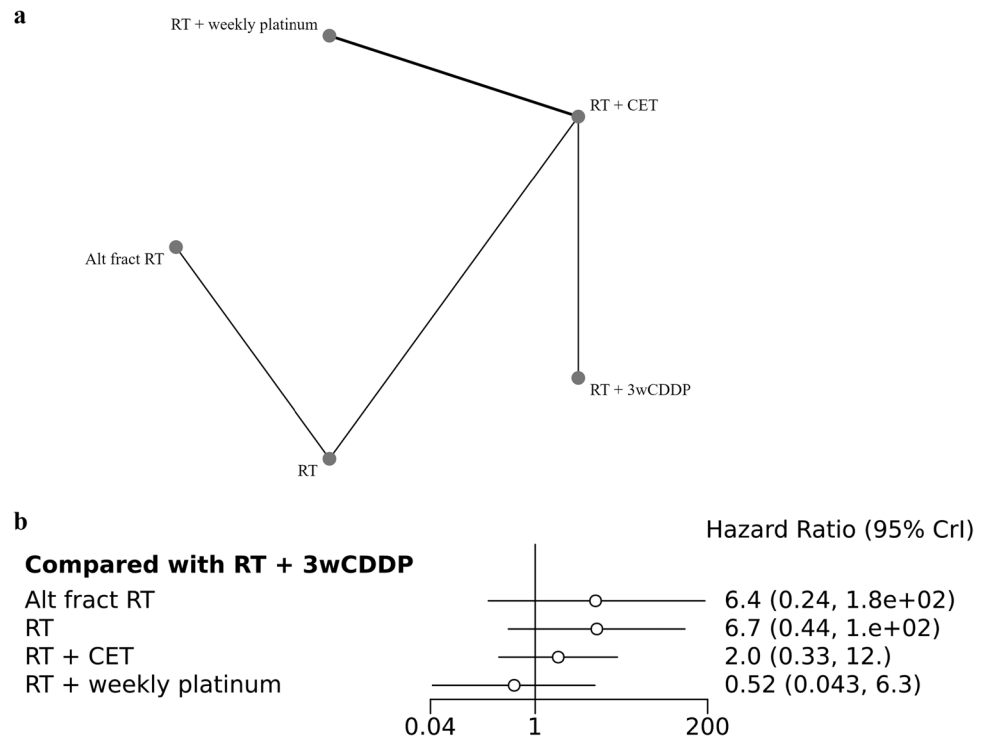 a
RT + weekly platinum
RT + CET
Alt fract RT
RT + 3wCDDP
RT
b
Hazard Ratio (95% CrI)
Compared with RT + 3wCDDP
Alt fract RT 6.4 (0.24, 1.8e+02)
RT 6.7 (0.44, 1.e+02)
RT + CET 2.0 (0.33, 12.)
RT + weekly platinum 0.52 (0.043, 6.3)
0.04 1 200